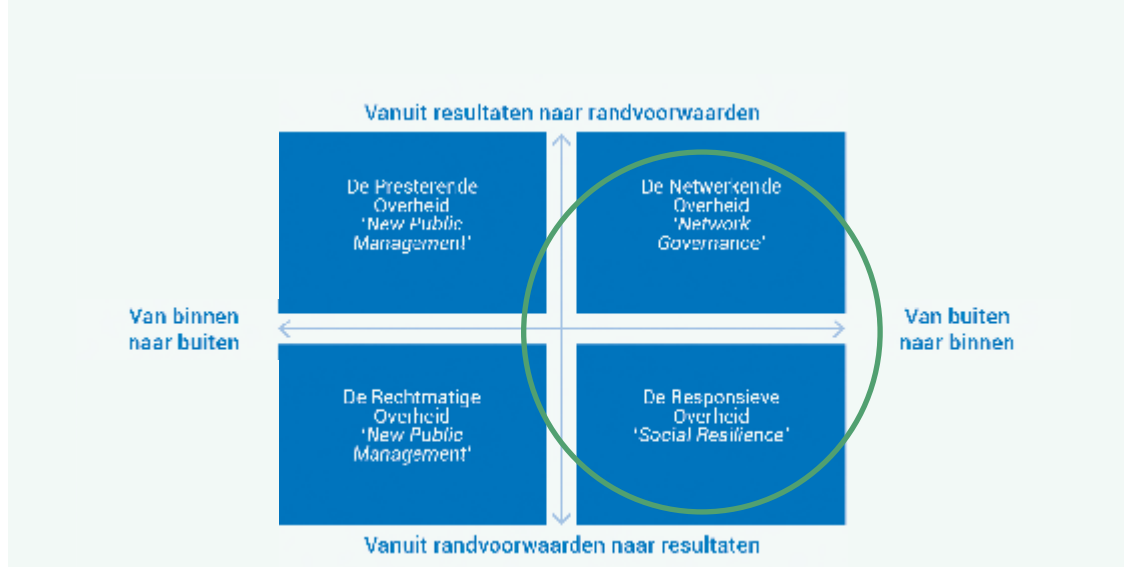 Vanuit resultaten naar randvoorwaarden
De Presterende
Overheid
'New Public
Management'
De Netwerkende
Overheid
'Network
Governance'
Van binnen
naar buiten
Van buiten
naar binnen
De Rechtmatige
Overheid
'New Public
Management'
De Responsieve
Overheid
'Social Resilience'
Vanuit randvoorwaarden naar resultaten